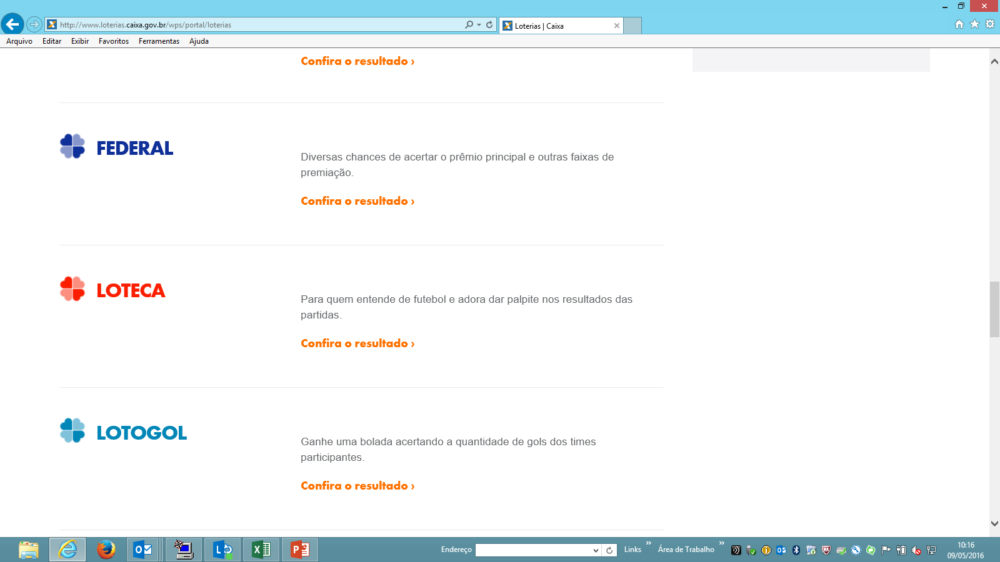 http://www.loterias.caixa.gov.br/wps/portal/loterias
Loterias | Caixa
Arquivo Editar Exibir Favoritos Ferramentas Ajuda
Confira o resultado ›
FEDERAL
Diversas chances de acertar o prêmio principal e outras faixas de
premiação.
Confira o resultado ›
LOTECA
Para quem entende de futebol e adora dar palpite nos resultados das
partidas.
Confira o resultado ›
LOTOGOL
Ganhe uma bolada acertando a quantidade de gols dos times
participantes.
Confira o resultado ›
Endereço Links » Área de Trabalho »
10:16
09/05/2016